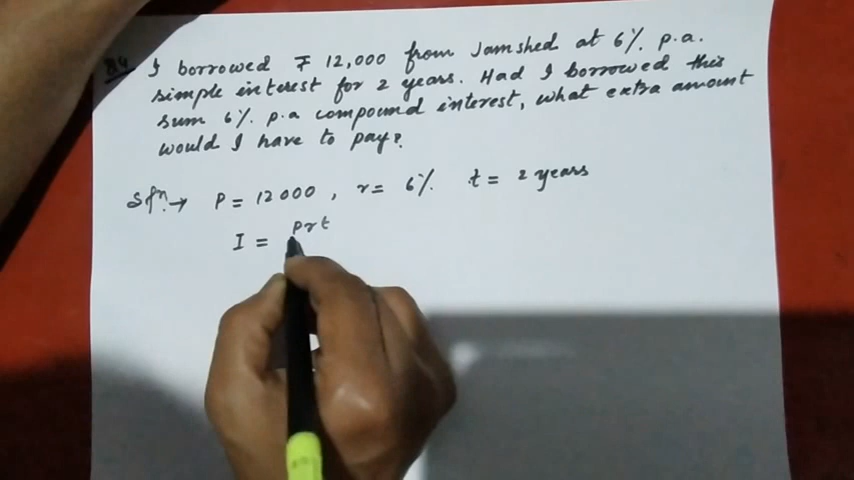 I borrowed ₹ 12,000 from Jamshed at 6% p.a.
simple interest for 2 years. Had I borrowed this
sum 6% p.a compound interest, what extra amount
would I have to pay?
Solⁿ. → P = 12000 , r = 6% t = 2 years
I = prt